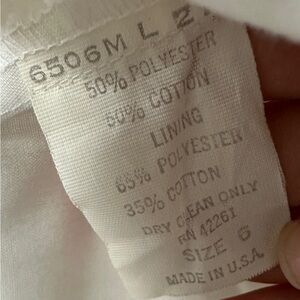 6506M L
50% POLYESTER
50% COTTON
LINING
65% POLYESTER
35% COTTON
DRY CLEAN ONLY
RN 42261
SIZE 6
MADE IN U.S.A.